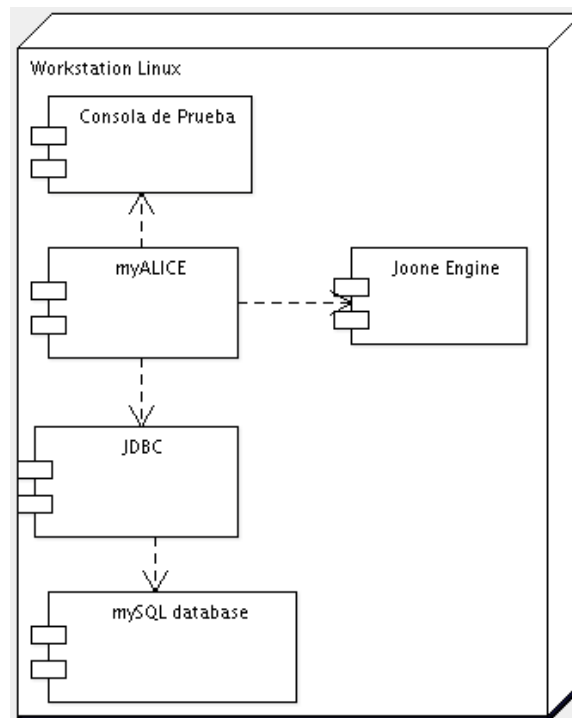 Workstation Linux
Consola de Prueba
myALICE
Joone Engine
JDBC
mySQL database